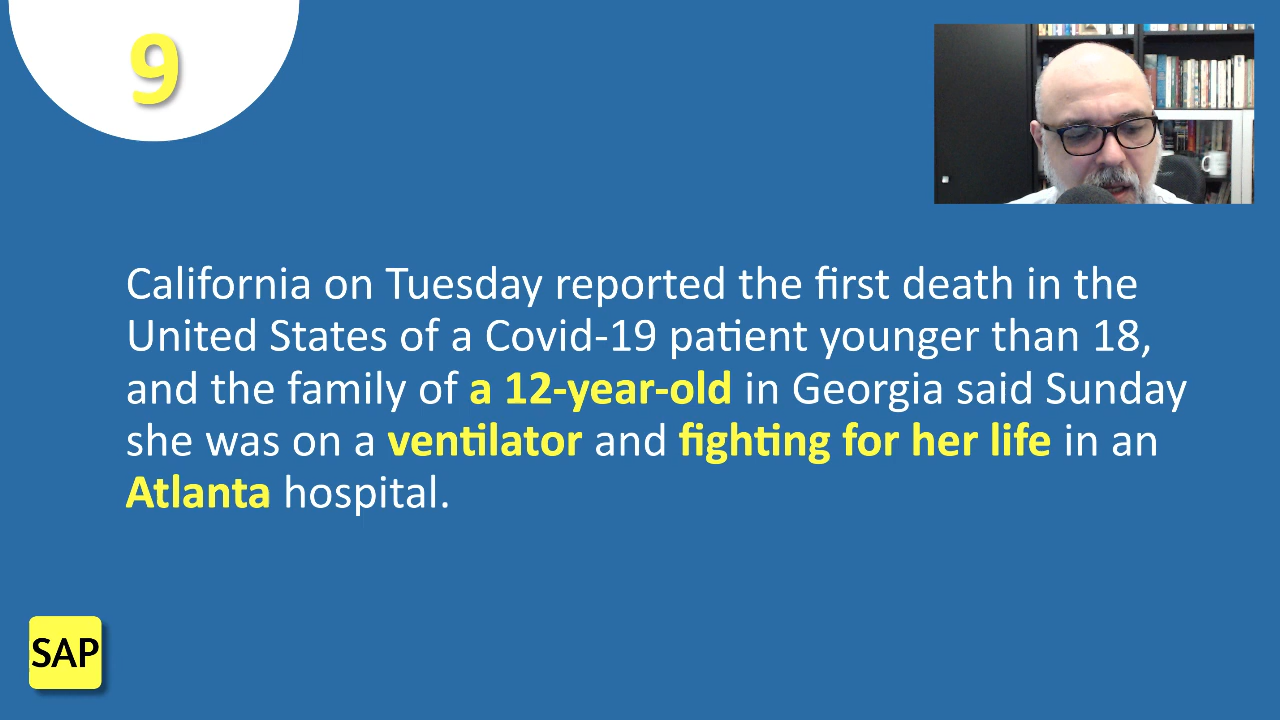 9
California on Tuesday reported the first death in the
United States of a Covid-19 patient younger than 18,
and the family of a 12-year-old in Georgia said Sunday
she was on a ventilator and fighting for her life in an
Atlanta hospital.
SAP